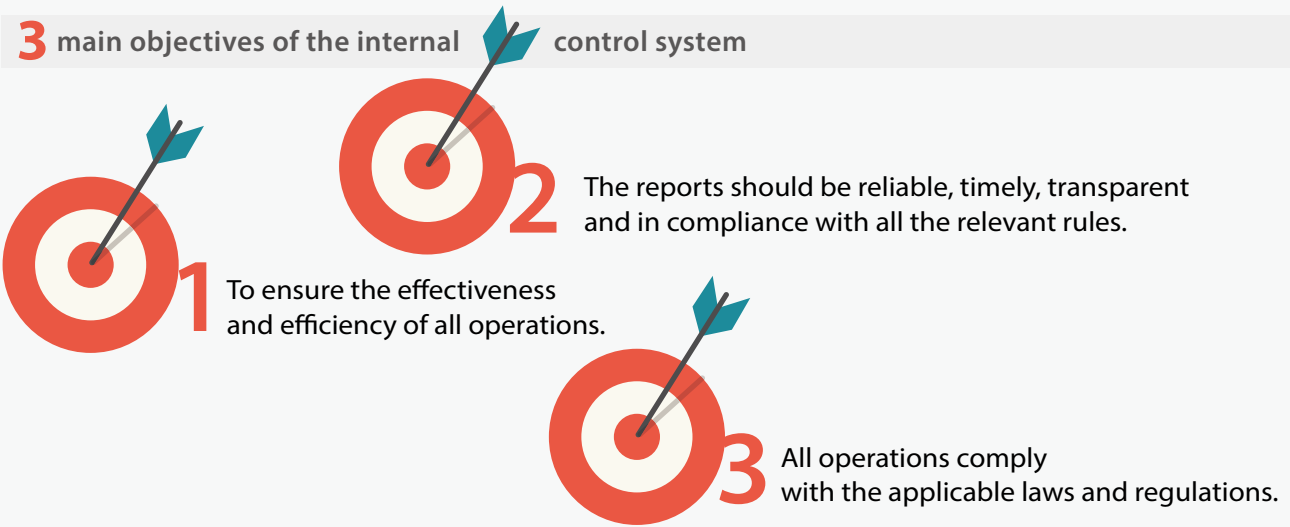 3 main objectives of the internal control system
1 To ensure the effectiveness
and efficiency of all operations.
2 The reports should be reliable, timely, transparent
and in compliance with all the relevant rules.
3 All operations comply
with the applicable laws and regulations.